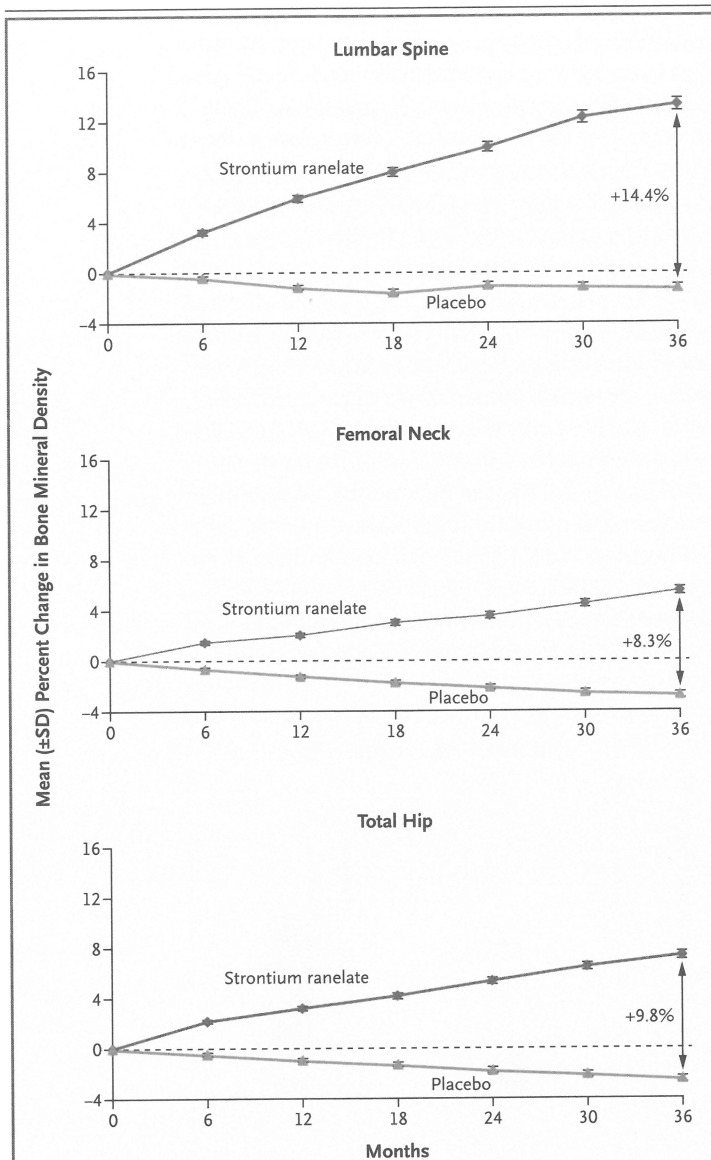 Lumbar Spine
16
12
8
4
0
−4
Strontium ranelate
+14.4%
Placebo
0 6 12 18 24 30 36
Femoral Neck
16
12
8
4
0
−4
Strontium ranelate
+8.3%
Placebo
0 6 12 18 24 30 36
Total Hip
16
12
8
4
0
−4
Strontium ranelate
+9.8%
Placebo
0 6 12 18 24 30 36
Months
Mean (±SD) Percent Change in Bone Mineral Density